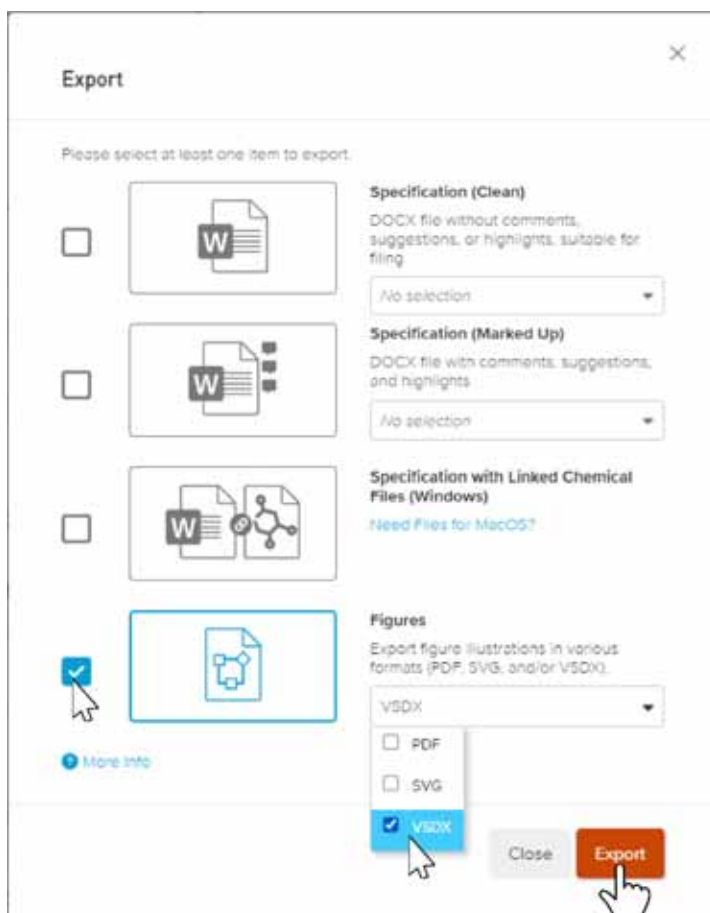 Export
Please select at least one item to export.
Specification (Clean)
DOCX file without comments,
suggestions, or highlights, suitable for
filing
No selection
W
Specification (Marked Up)
DOCX file with comments, suggestions,
and highlights
No selection
W
Specification with Linked Chemical
Files (Windows)
Need Files for MacOS?
W
Figures
Export figure illustrations in various
formats (PDF, SVG, and/or VSDX).
VSDX
PDF
SVG
VSDX
? More Info
Close
Export